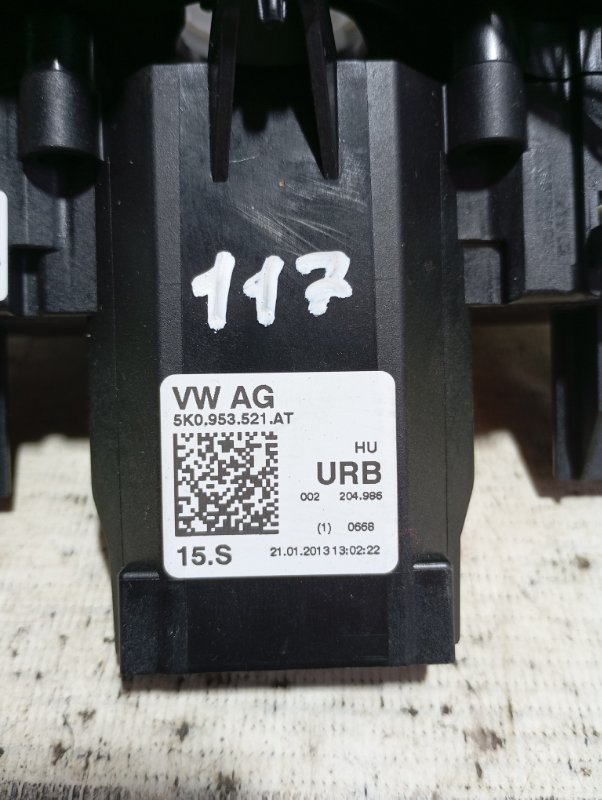 117
VW AG
5K0.953.521.AT
HU
URB
002 204.986
(1) 0668
15.S 21.01.2013 13:02:22